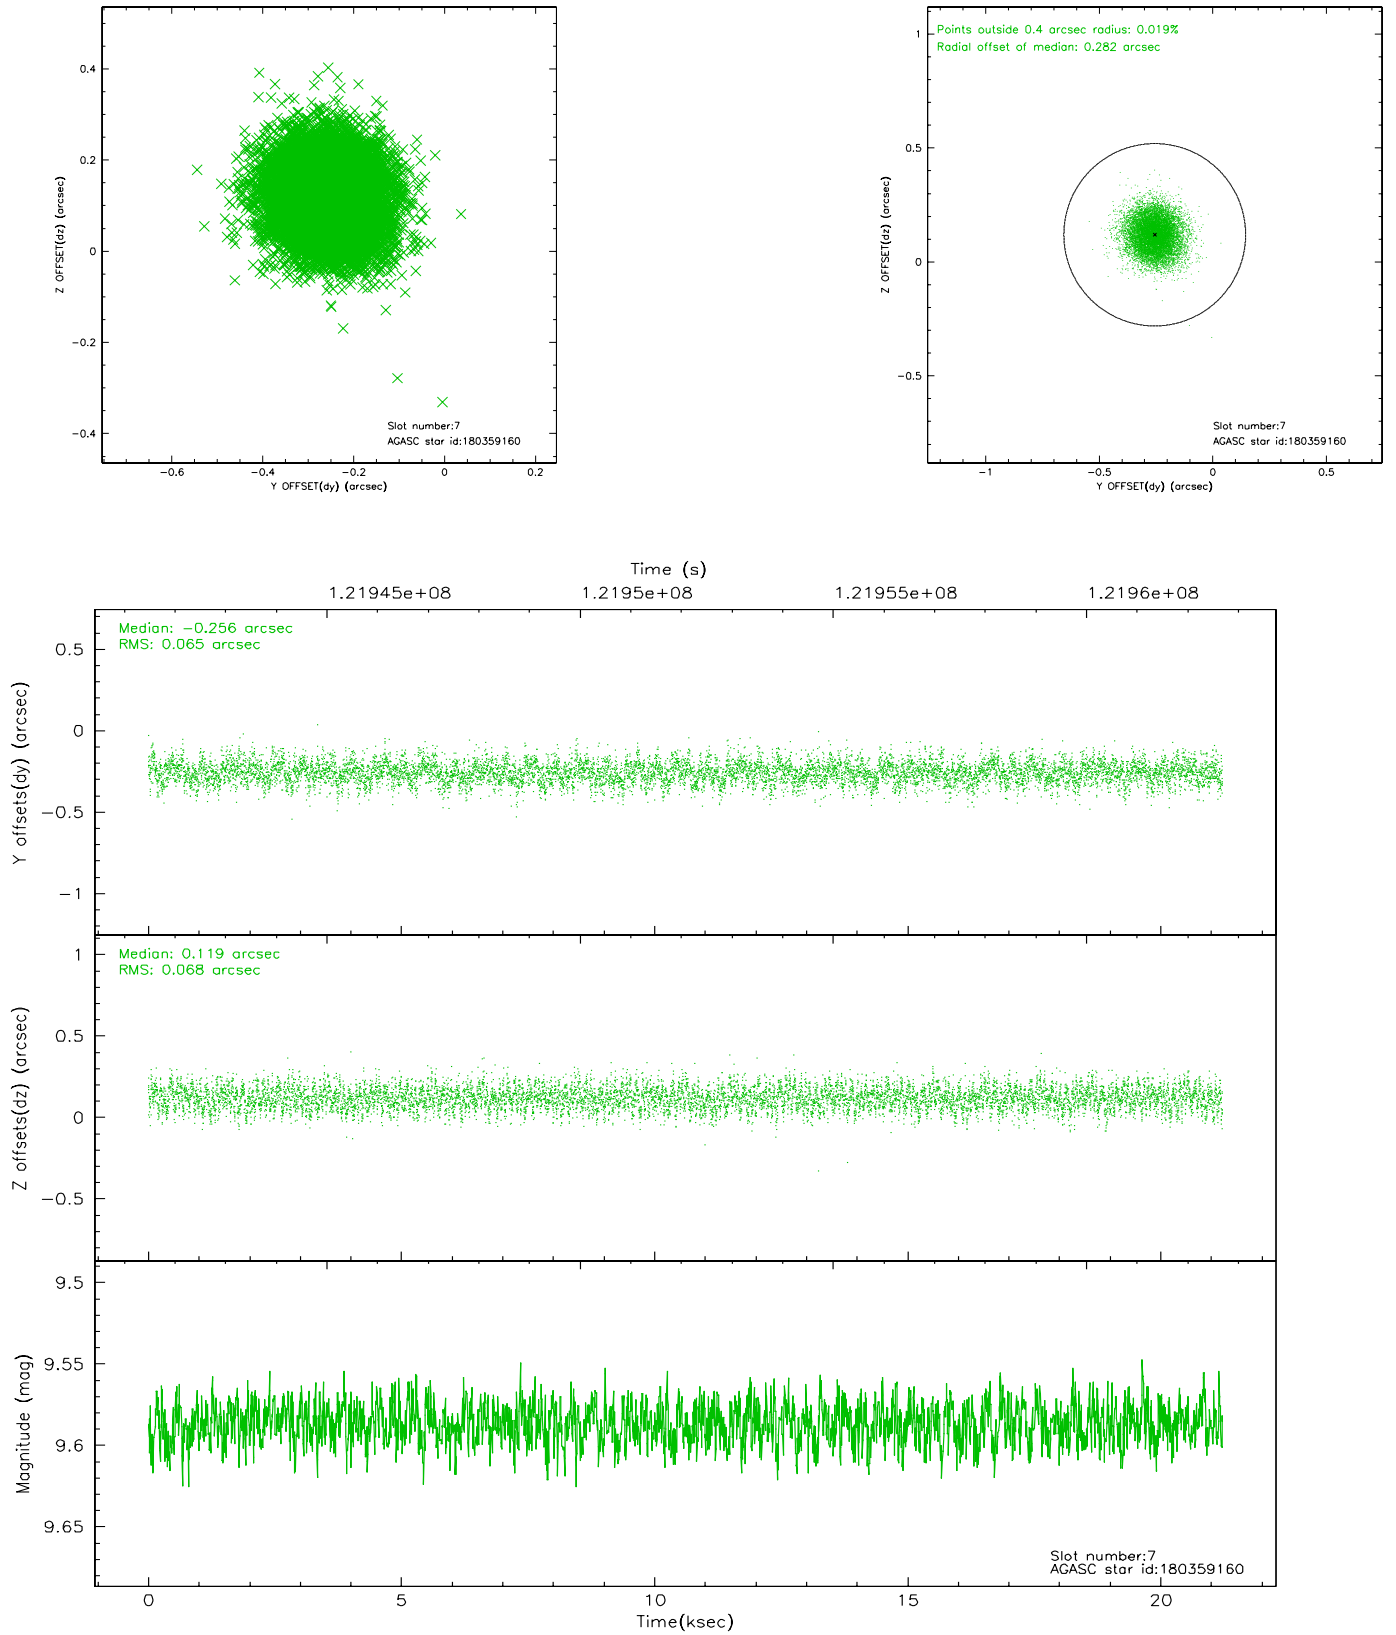 0.4
0.2
0
−0.2
−0.4
Z OFFSET(dz) (arcsec)
Slot number:7
AGASC star id:180359160
−0.6
−0.4
−0.2
0
0.2
Y OFFSET(dy) (arcsec)
Points outside 0.4 arcsec radius: 0.019%
Radial offset of median: 0.282 arcsec
1
0.5
0
−0.5
Z OFFSET(dz) (arcsec)
Slot number:7
AGASC star id:180359160
−1
−0.5
0
0.5
Y OFFSET(dy) (arcsec)
Time (s)
1.21945e+08
1.2195e+08
1.21955e+08
1.2196e+08
Median: −0.256 arcsec
RMS: 0.065 arcsec
0.5
0
−0.5
−1
Y offsets(dy) (arcsec)
Median: 0.119 arcsec
RMS: 0.068 arcsec
1
0.5
0
−0.5
Z offsets(dz) (arcsec)
9.5
9.55
9.6
9.65
Magnitude (mag)
Slot number:7
AGASC star id:180359160
0
5
10
15
20
Time(ksec)